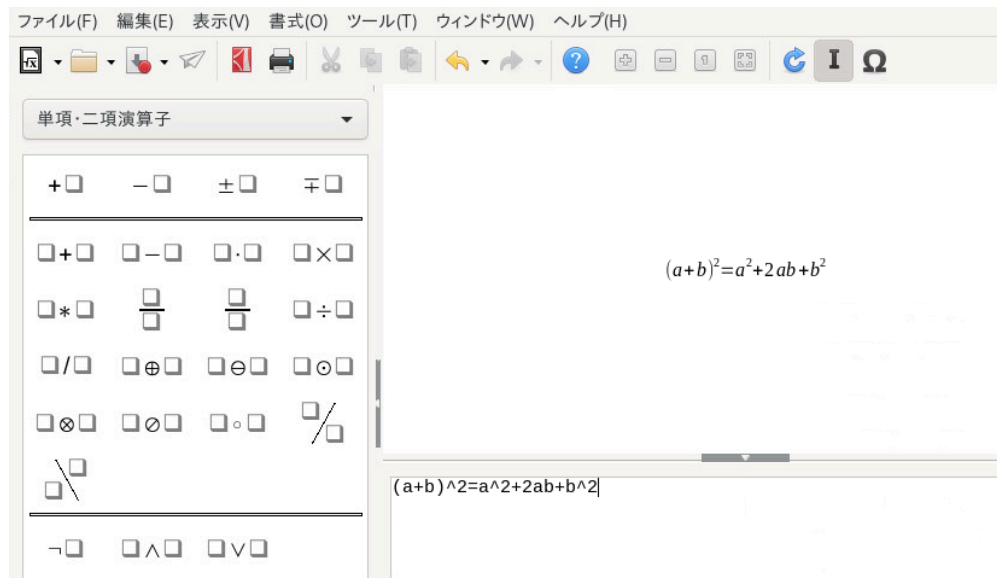 ファイル(F) 編集(E) 表示(V) 書式(O) ツール(T) ウィンドウ(W) ヘルプ(H)
単項･二項演算子
+□ −□ ±□ ∓□
□+□ □−□ □·□ □×□
□∗□ □/□ □/□ □÷□
□/□ □⊕□ □⊖□ □⊙□
□⊗□ □⊘□ □∘□ □/□
□\□
¬□ □∧□ □∨□
(a+b)²=a²+2ab+b²
(a+b)^2=a^2+2ab+b^2